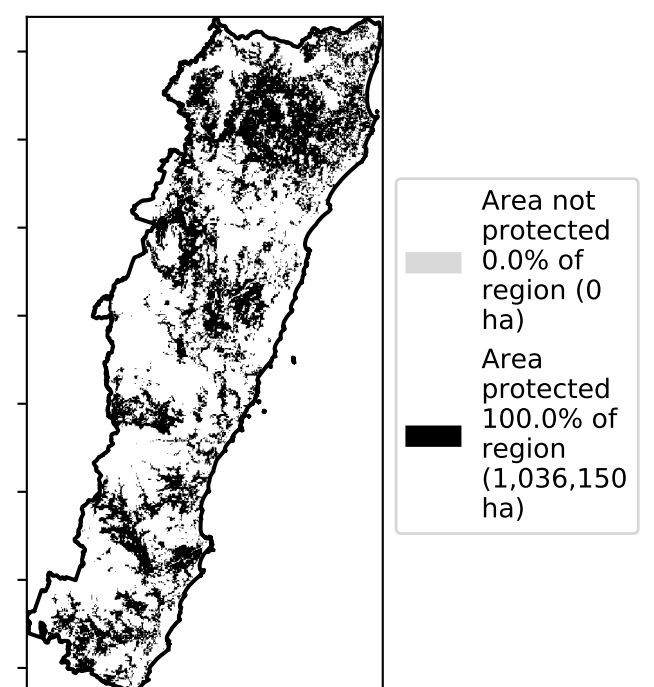 Area not
protected
0.0% of
region (0
ha)
Area
protected
100.0% of
region
(1,036,150
ha)